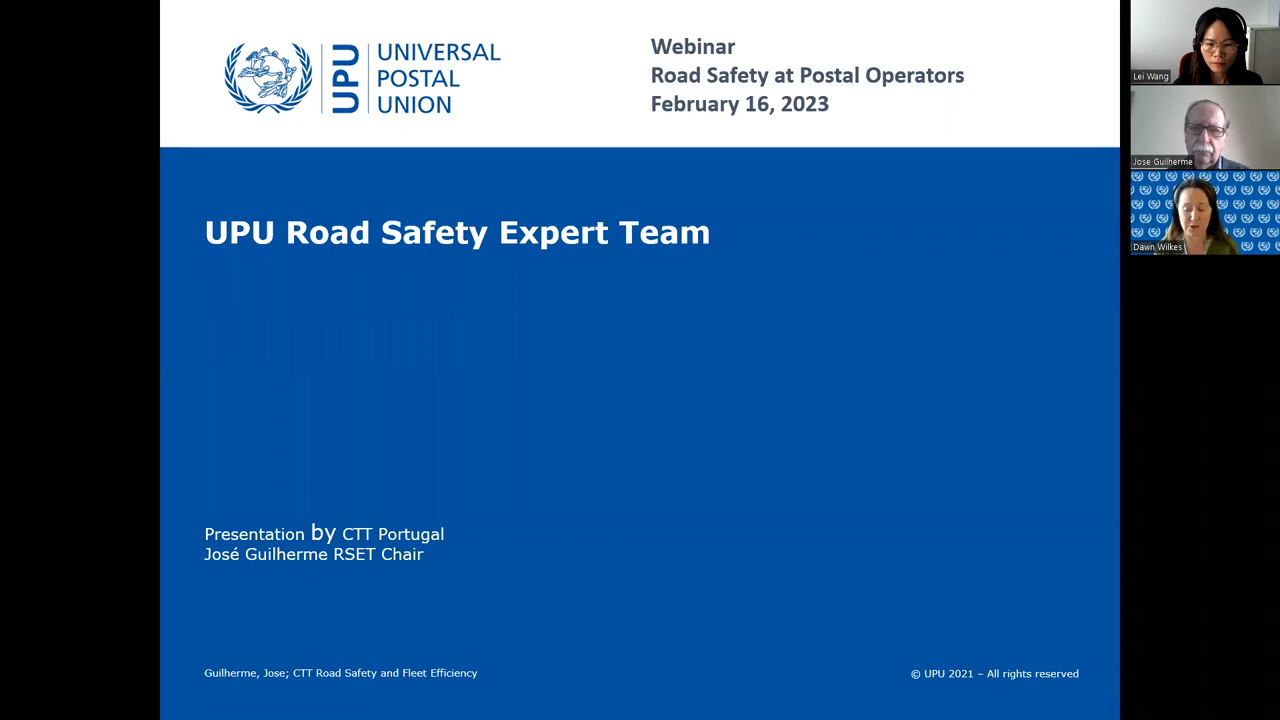 UPU
UNIVERSAL
POSTAL
UNION
Webinar
Road Safety at Postal Operators
February 16, 2023
UPU Road Safety Expert Team
Presentation by CTT Portugal
José Guilherme RSET Chair
Guilherme, Jose; CTT Road Safety and Fleet Efficiency
© UPU 2021 – All rights reserved
Lei Wang
Jose Guilherme
Dawn Wilkes